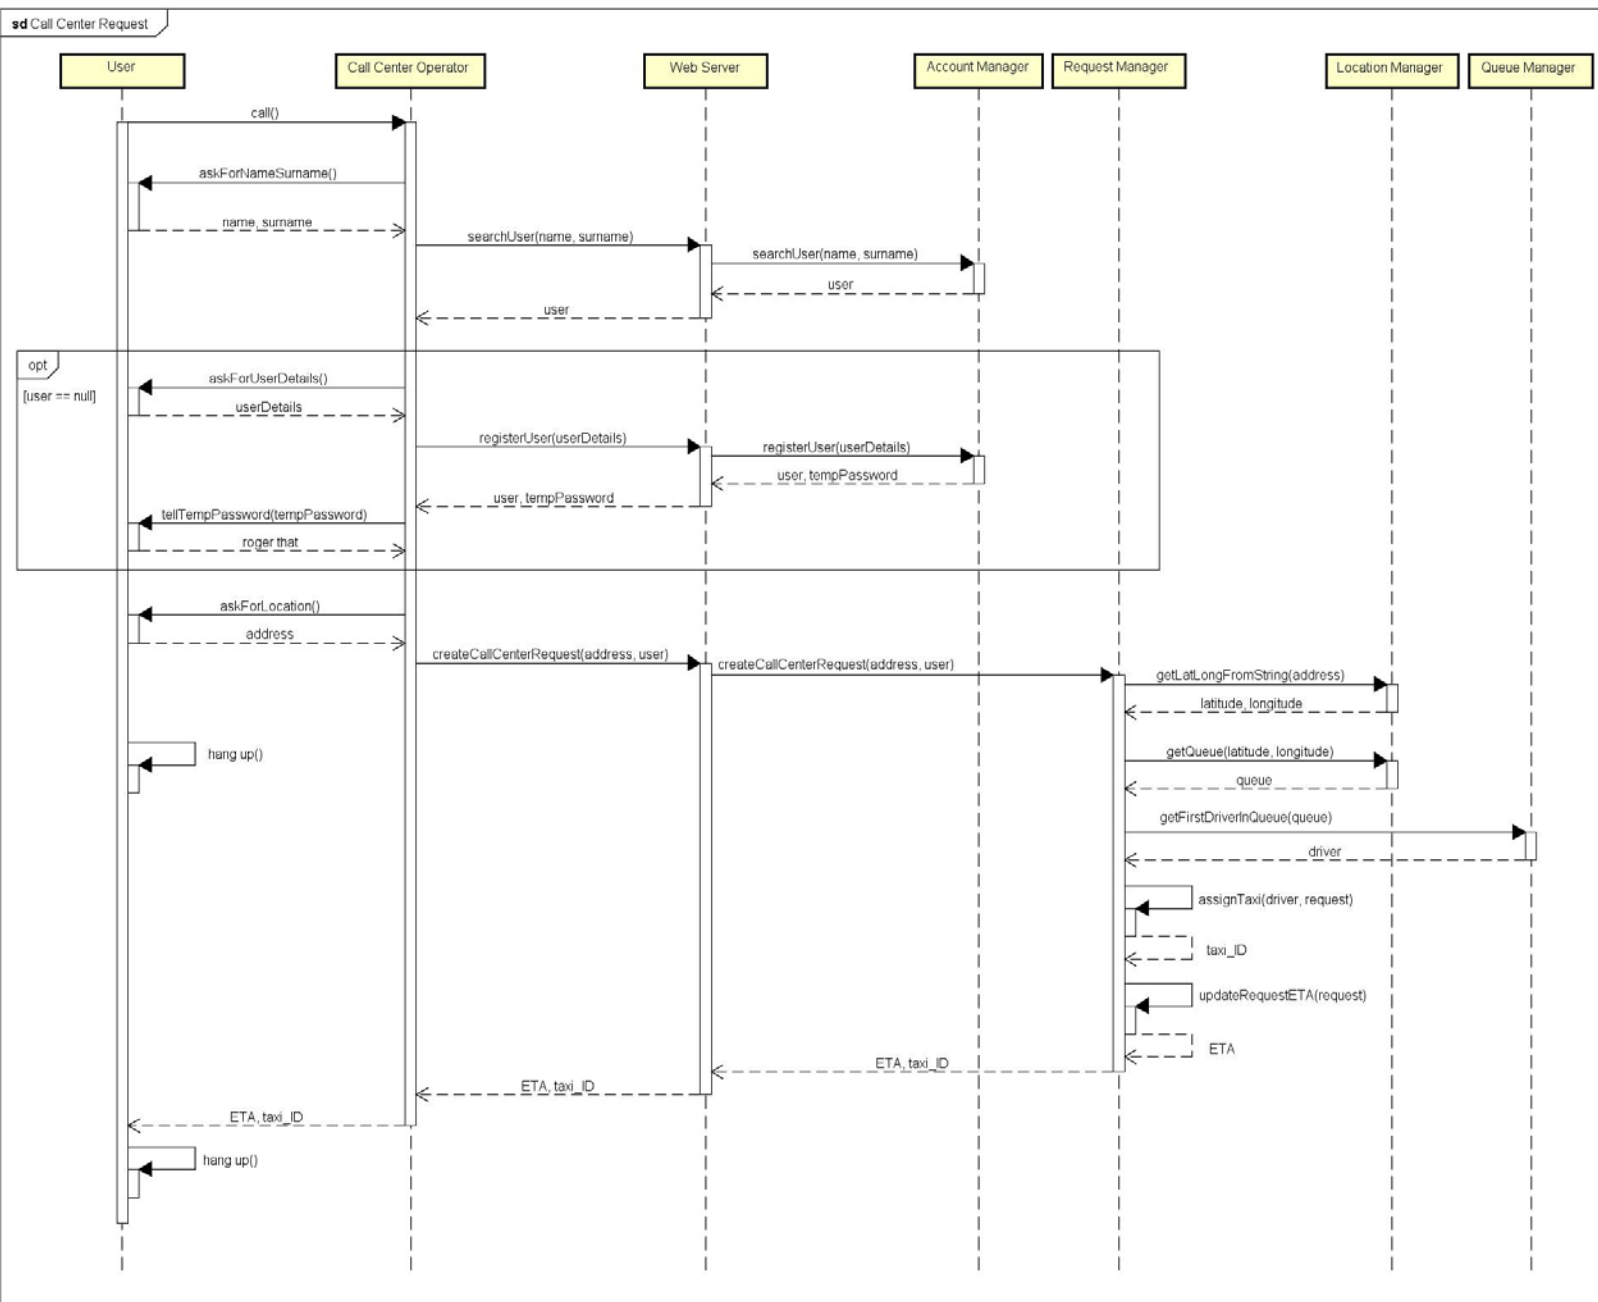 sd Call Center Request
User
Call Center Operator
Web Server
Account Manager
Request Manager
Location Manager
Queue Manager
call()
askForNameSurname()
name, surname
searchUser(name, surname)
searchUser(name, surname)
user
user
opt
[user == null]
askForUserDetails()
userDetails
registerUser(userDetails)
registerUser(userDetails)
user, tempPassword
user, tempPassword
tellTempPassword(tempPassword)
roger that
askForLocation()
address
createCallCenterRequest(address, user)
createCallCenterRequest(address, user)
getLatLongFromString(address)
latitude, longitude
hang up()
getQueue(latitude, longitude)
queue
getFirstDriverInQueue(queue)
driver
assignTaxi(driver, request)
taxi_ID
updateRequestETA(request)
ETA
ETA, taxi_ID
ETA, taxi_ID
ETA, taxi_ID
hang up()